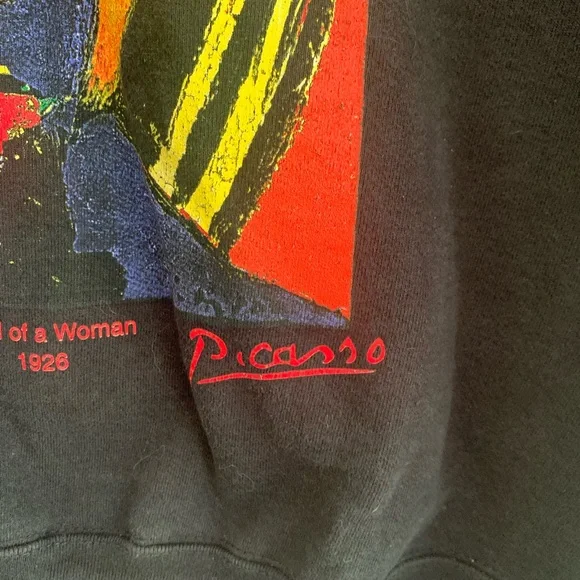 of a Woman
1926
Picasso